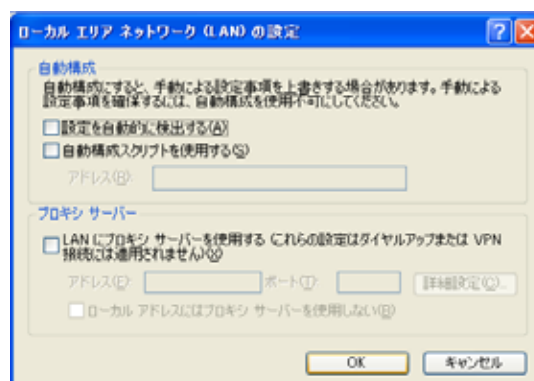 ローカル エリア ネットワーク (LAN) の設定
自動構成
自動構成にすると、手動による設定事項を上書きする場合があります。手動による
設定事項を確保するには、自動構成を使用不可にしてください。
設定を自動的に検出する(A)
自動構成スクリプトを使用する(S)
アドレス(R):
プロキシ サーバー
LAN にプロキシ サーバーを使用する (これらの設定はダイヤルアップまたは VPN
接続には適用されません)(X)
アドレス(E): ポート(T): 詳細設定(C)...
ローカル アドレスにはプロキシ サーバーを使用しない(B)
OK キャンセル